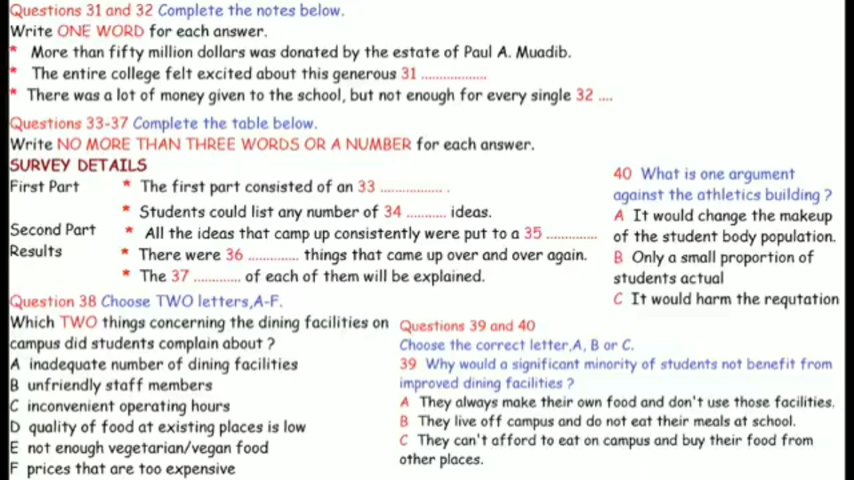 Questions 31 and 32 Complete the notes below.
Write ONE WORD for each answer.
* More than fifty million dollars was donated by the estate of Paul A. Muadib.
* The entire college felt excited about this generous 31 .................
* There was a lot of money given to the school, but not enough for every single 32 ....
Questions 33-37 Complete the table below.
Write NO MORE THAN THREE WORDS OR A NUMBER for each answer.
SURVEY DETAILS
First Part * The first part consisted of an 33 ................ .
* Students could list any number of 34 .......... ideas.
Second Part * All the ideas that camp up consistently were put to a 35 .............
Results
* There were 36 ............. things that came up over and over again.
* The 37 ............ of each of them will be explained.
Question 38 Choose TWO letters,A-F.
Which TWO things concerning the dining facilities on
campus did students complain about ?
A inadequate number of dining facilities
B unfriendly staff members
C inconvenient operating hours
D quality of food at existing places is low
E not enough vegetarian/vegan food
F prices that are too expensive
Questions 39 and 40
Choose the correct letter,A, B or C.
39 Why would a significant minority of students not benefit from
improved dining facilities ?
A They always make their own food and don't use those facilities.
B They live off campus and do not eat their meals at school.
C They can't afford to eat on campus and buy their food from
other places.
40 What is one argument
against the athletics building ?
A It would change the makeup
of the student body population.
B Only a small proportion of
students actual
C It would harm the requtation